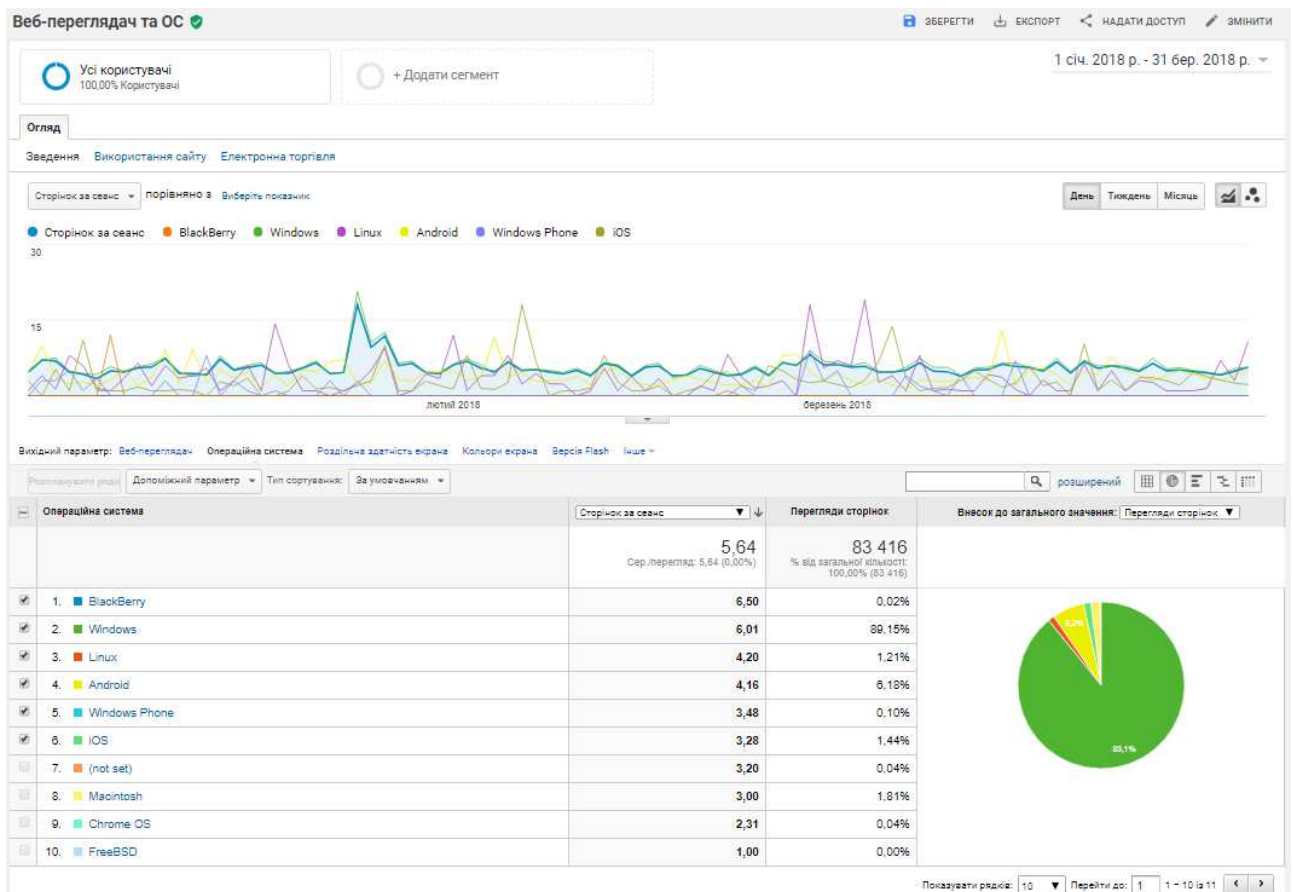 Веб-переглядач та ОС
ЗБЕРЕГТИ ЕКСПОРТ НАДАТИ ДОСТУП ЗМІНИТИ
Усі користувачі
100,00% Користувачі
+ Додати сегмент
1 січ. 2018 р. - 31 бер. 2018 р.
Огляд
Зведення Використання сайту Електронна торгівля
Сторінок за сеанс порівняно з Виберіть показник
День Тиждень Місяць
Сторінок за сеанс BlackBerry Windows Linux Android Windows Phone iOS
30
15
лютий 2018 березень 2018
Вихідний параметр: Веб-переглядач Операційна система Роздільна здатність екрана Кольори екрана Версія Flash Інше
Допоміжний параметр Тип сортування: За умовчанням розширений
Операційна система Сторінок за сеанс Перегляди сторінок Внесок до загального значення: Перегляди сторінок
5,64 83 416
Сер./перегляд: 5,64 (0,00%) % від загальної кількості:
100,00% (83 416)
1. BlackBerry 6,50 0,02%
2. Windows 6,01 89,15%
3. Linux 4,20 1,21%
4. Android 4,16 6,18%
5. Windows Phone 3,48 0,10%
6. iOS 3,28 1,44%
7. (not set) 3,20 0,04%
8. Macintosh 3,00 1,81%
9. Chrome OS 2,31 0,04%
10. FreeBSD 1,00 0,00%
6,2%
89,1%
Показувати рядків: 10 Перейти до: 1 1 – 10 із 11